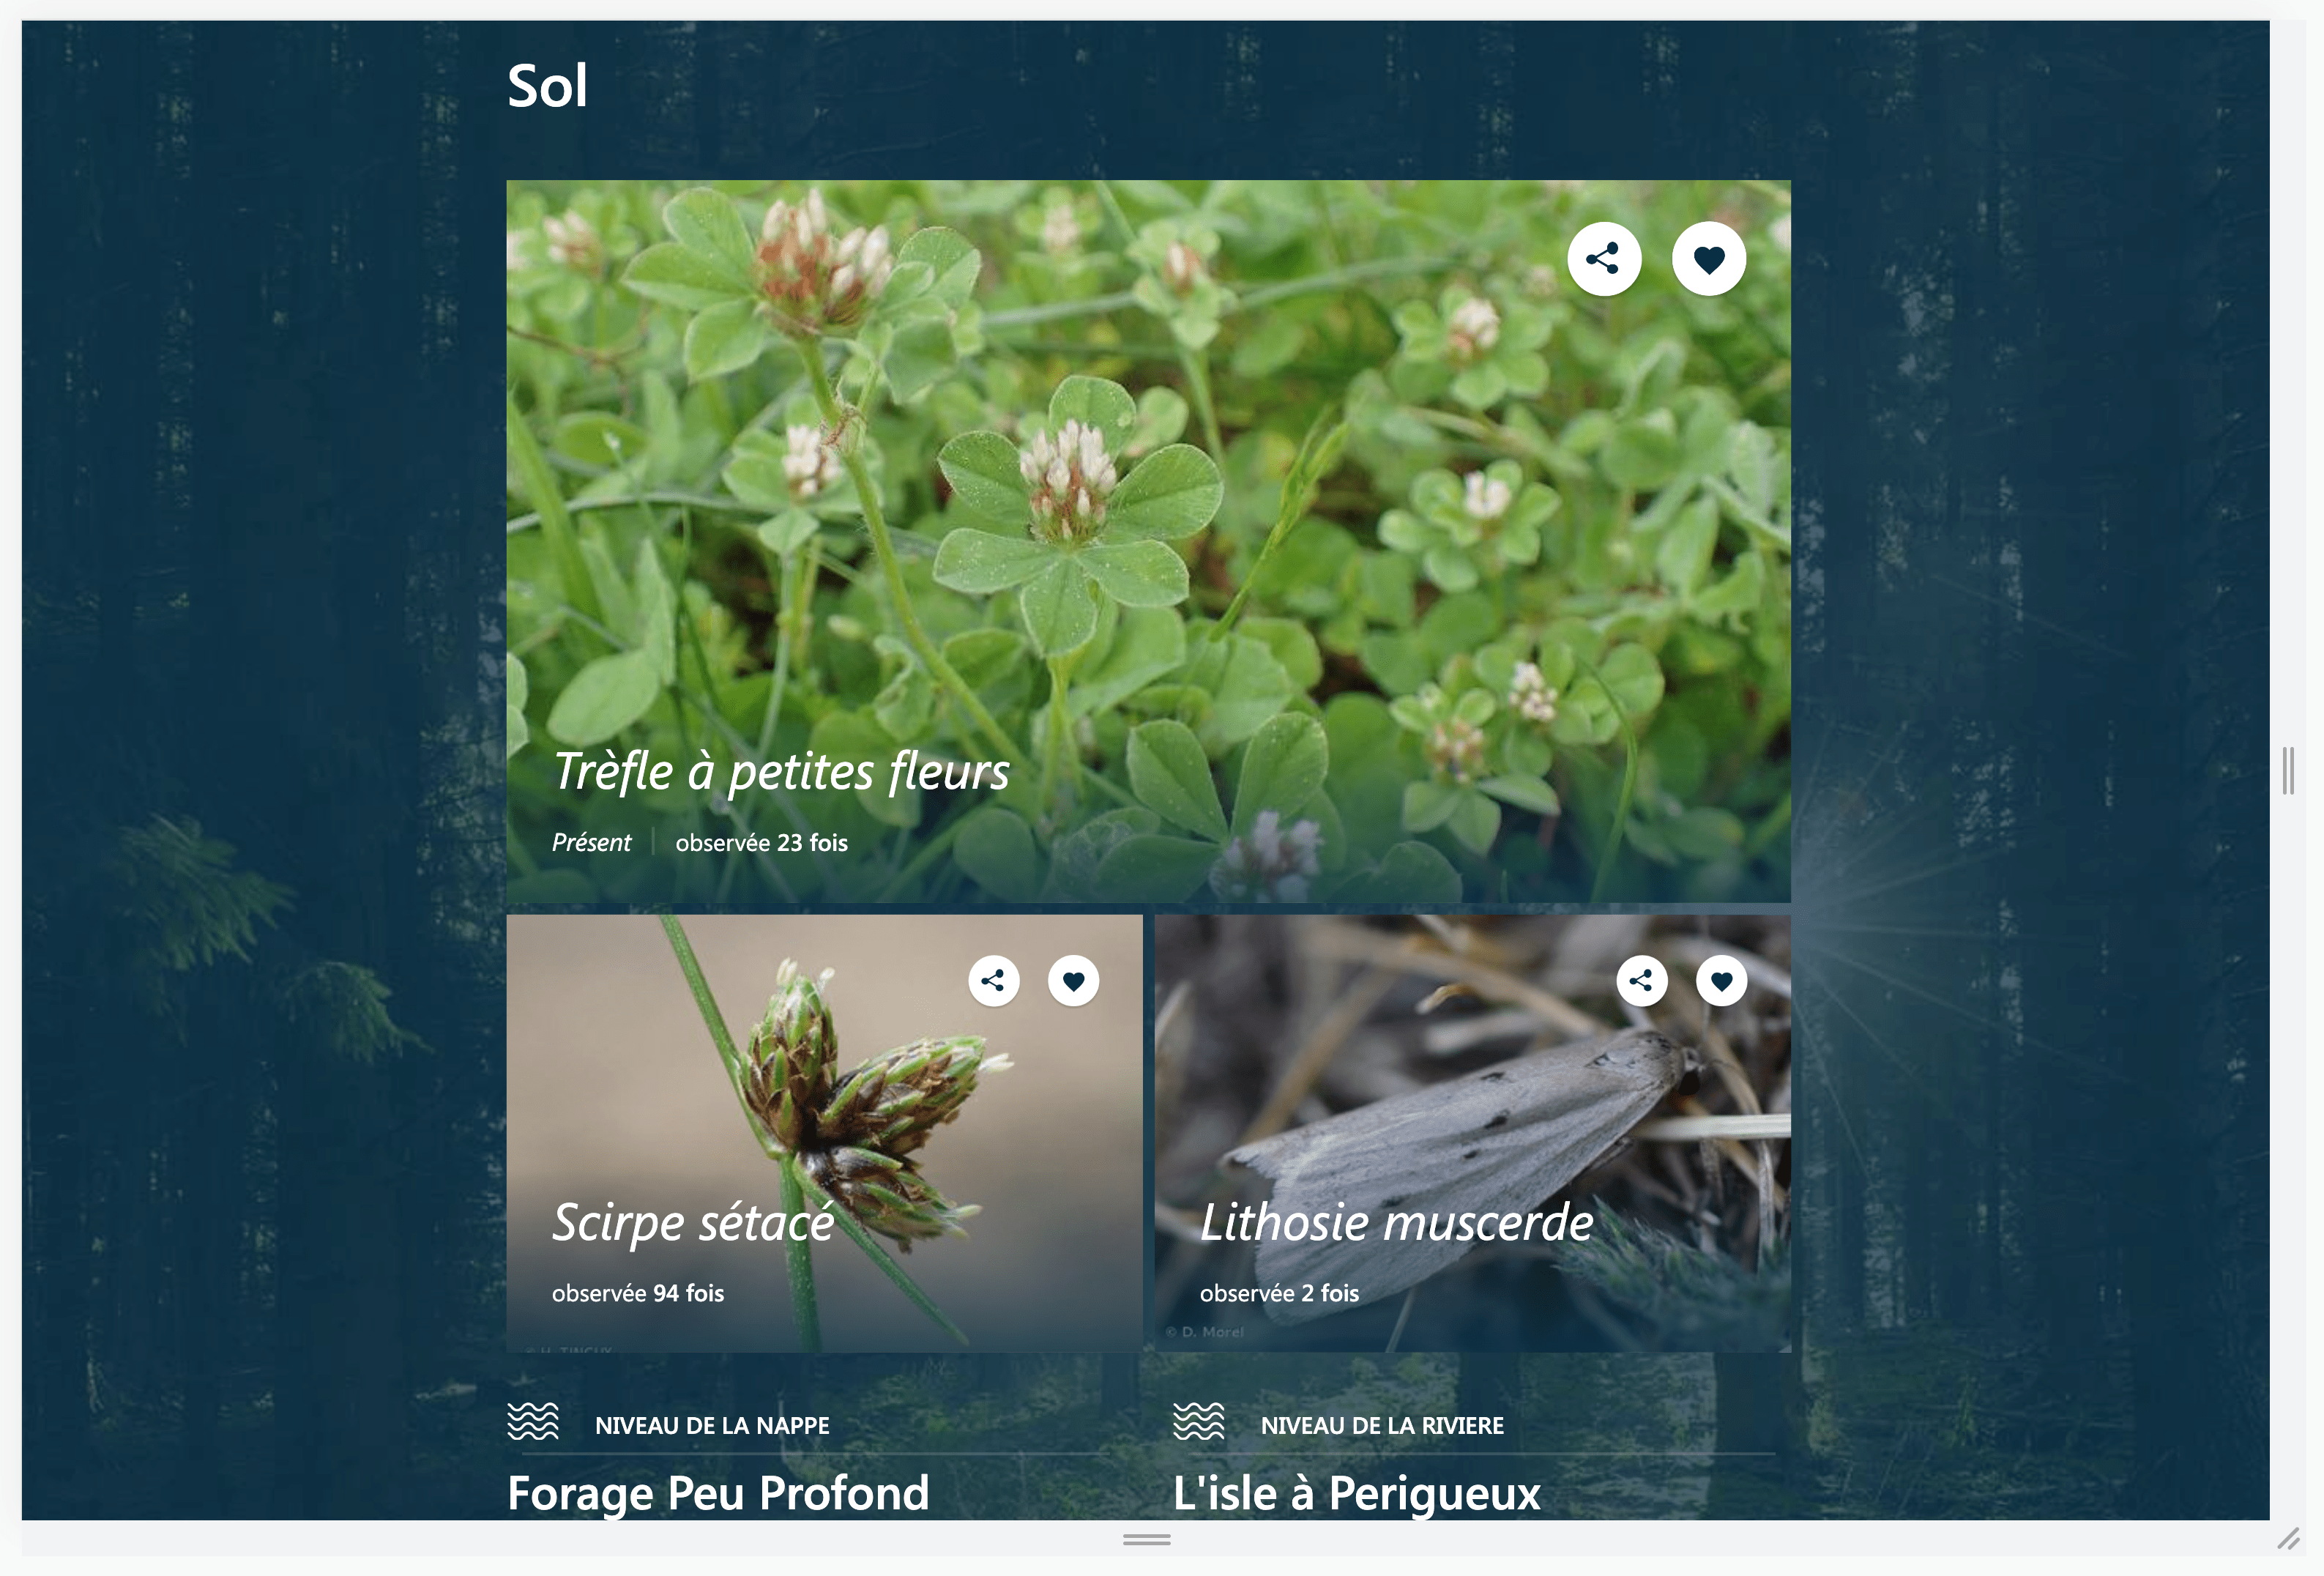 Sol
Trèfle à petites fleurs
Présent observée 23 fois
Scirpe sétacé
observée 94 fois
Lithosie muscerde
observée 2 fois
© D. Morel
NIVEAU DE LA NAPPE
Forage Peu Profond
NIVEAU DE LA RIVIERE
L'isle à Perigueux